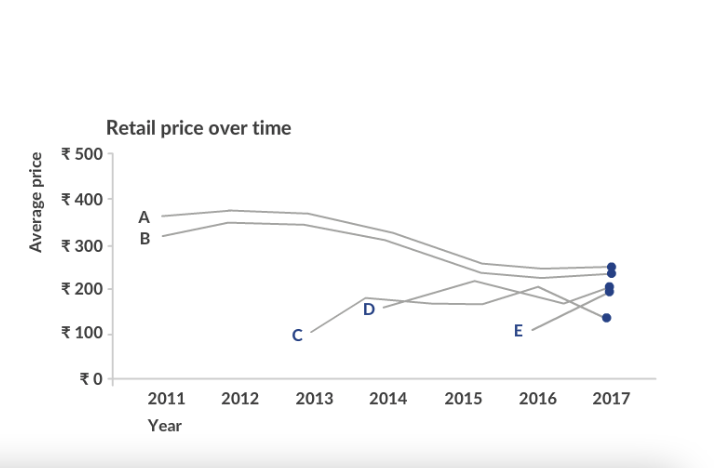 Retail price over time
Average price
₹ 500
₹ 400
₹ 300
₹ 200
₹ 100
₹ 0
A
B
C
D
E
2011 2012 2013 2014 2015 2016 2017
Year